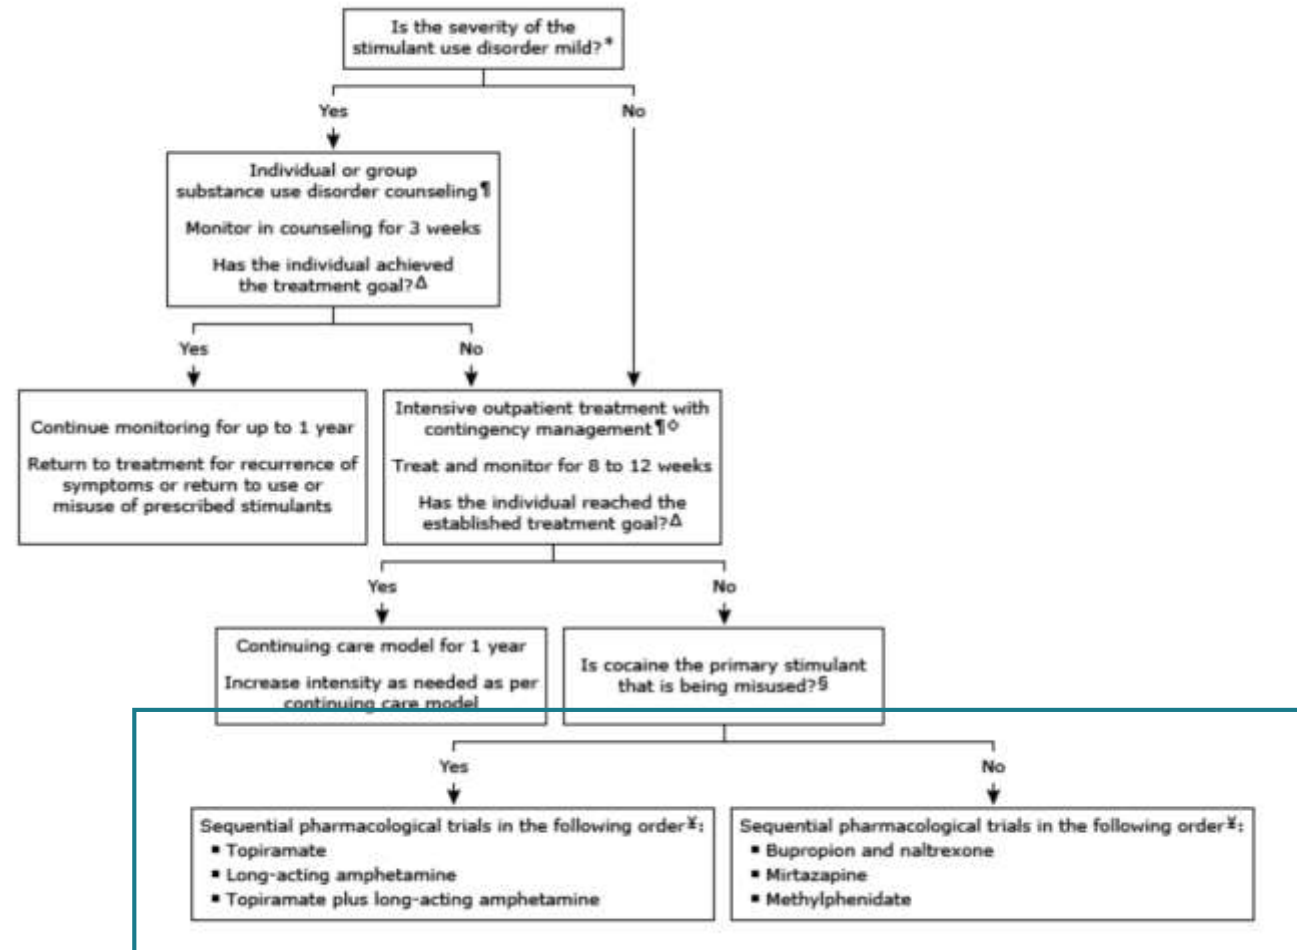 Is the severity of the
stimulant use disorder mild?*
Yes
No
Individual or group
substance use disorder counseling¶
Monitor in counseling for 3 weeks
Has the individual achieved
the treatment goal?Δ
Yes
No
Continue monitoring for up to 1 year
Return to treatment for recurrence of
symptoms or return to use or
misuse of prescribed stimulants
Intensive outpatient treatment with
contingency management¶◊
Treat and monitor for 8 to 12 weeks
Has the individual reached the
established treatment goal?Δ
Yes
No
Continuing care model for 1 year
Increase intensity as needed as per
continuing care model
Is cocaine the primary stimulant
that is being misused?§
Yes
No
Sequential pharmacological trials in the following order¥:
▪ Topiramate
▪ Long-acting amphetamine
▪ Topiramate plus long-acting amphetamine
Sequential pharmacological trials in the following order¥:
▪ Bupropion and naltrexone
▪ Mirtazapine
▪ Methylphenidate